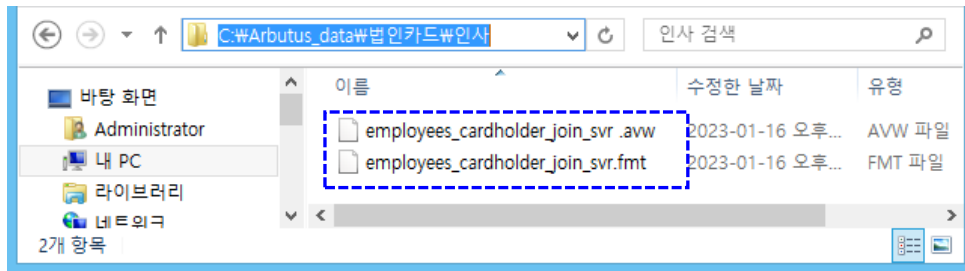 C:₩Arbutus_data₩법인카드₩인사
인사 검색
이름 수정한 날짜 유형
바탕 화면
Administrator
내 PC
라이브러리
네트워크
employees_cardholder_join_svr .avw 2023-01-16 오후... AVW 파일
employees_cardholder_join_svr.fmt 2023-01-16 오후... FMT 파일
2개 항목